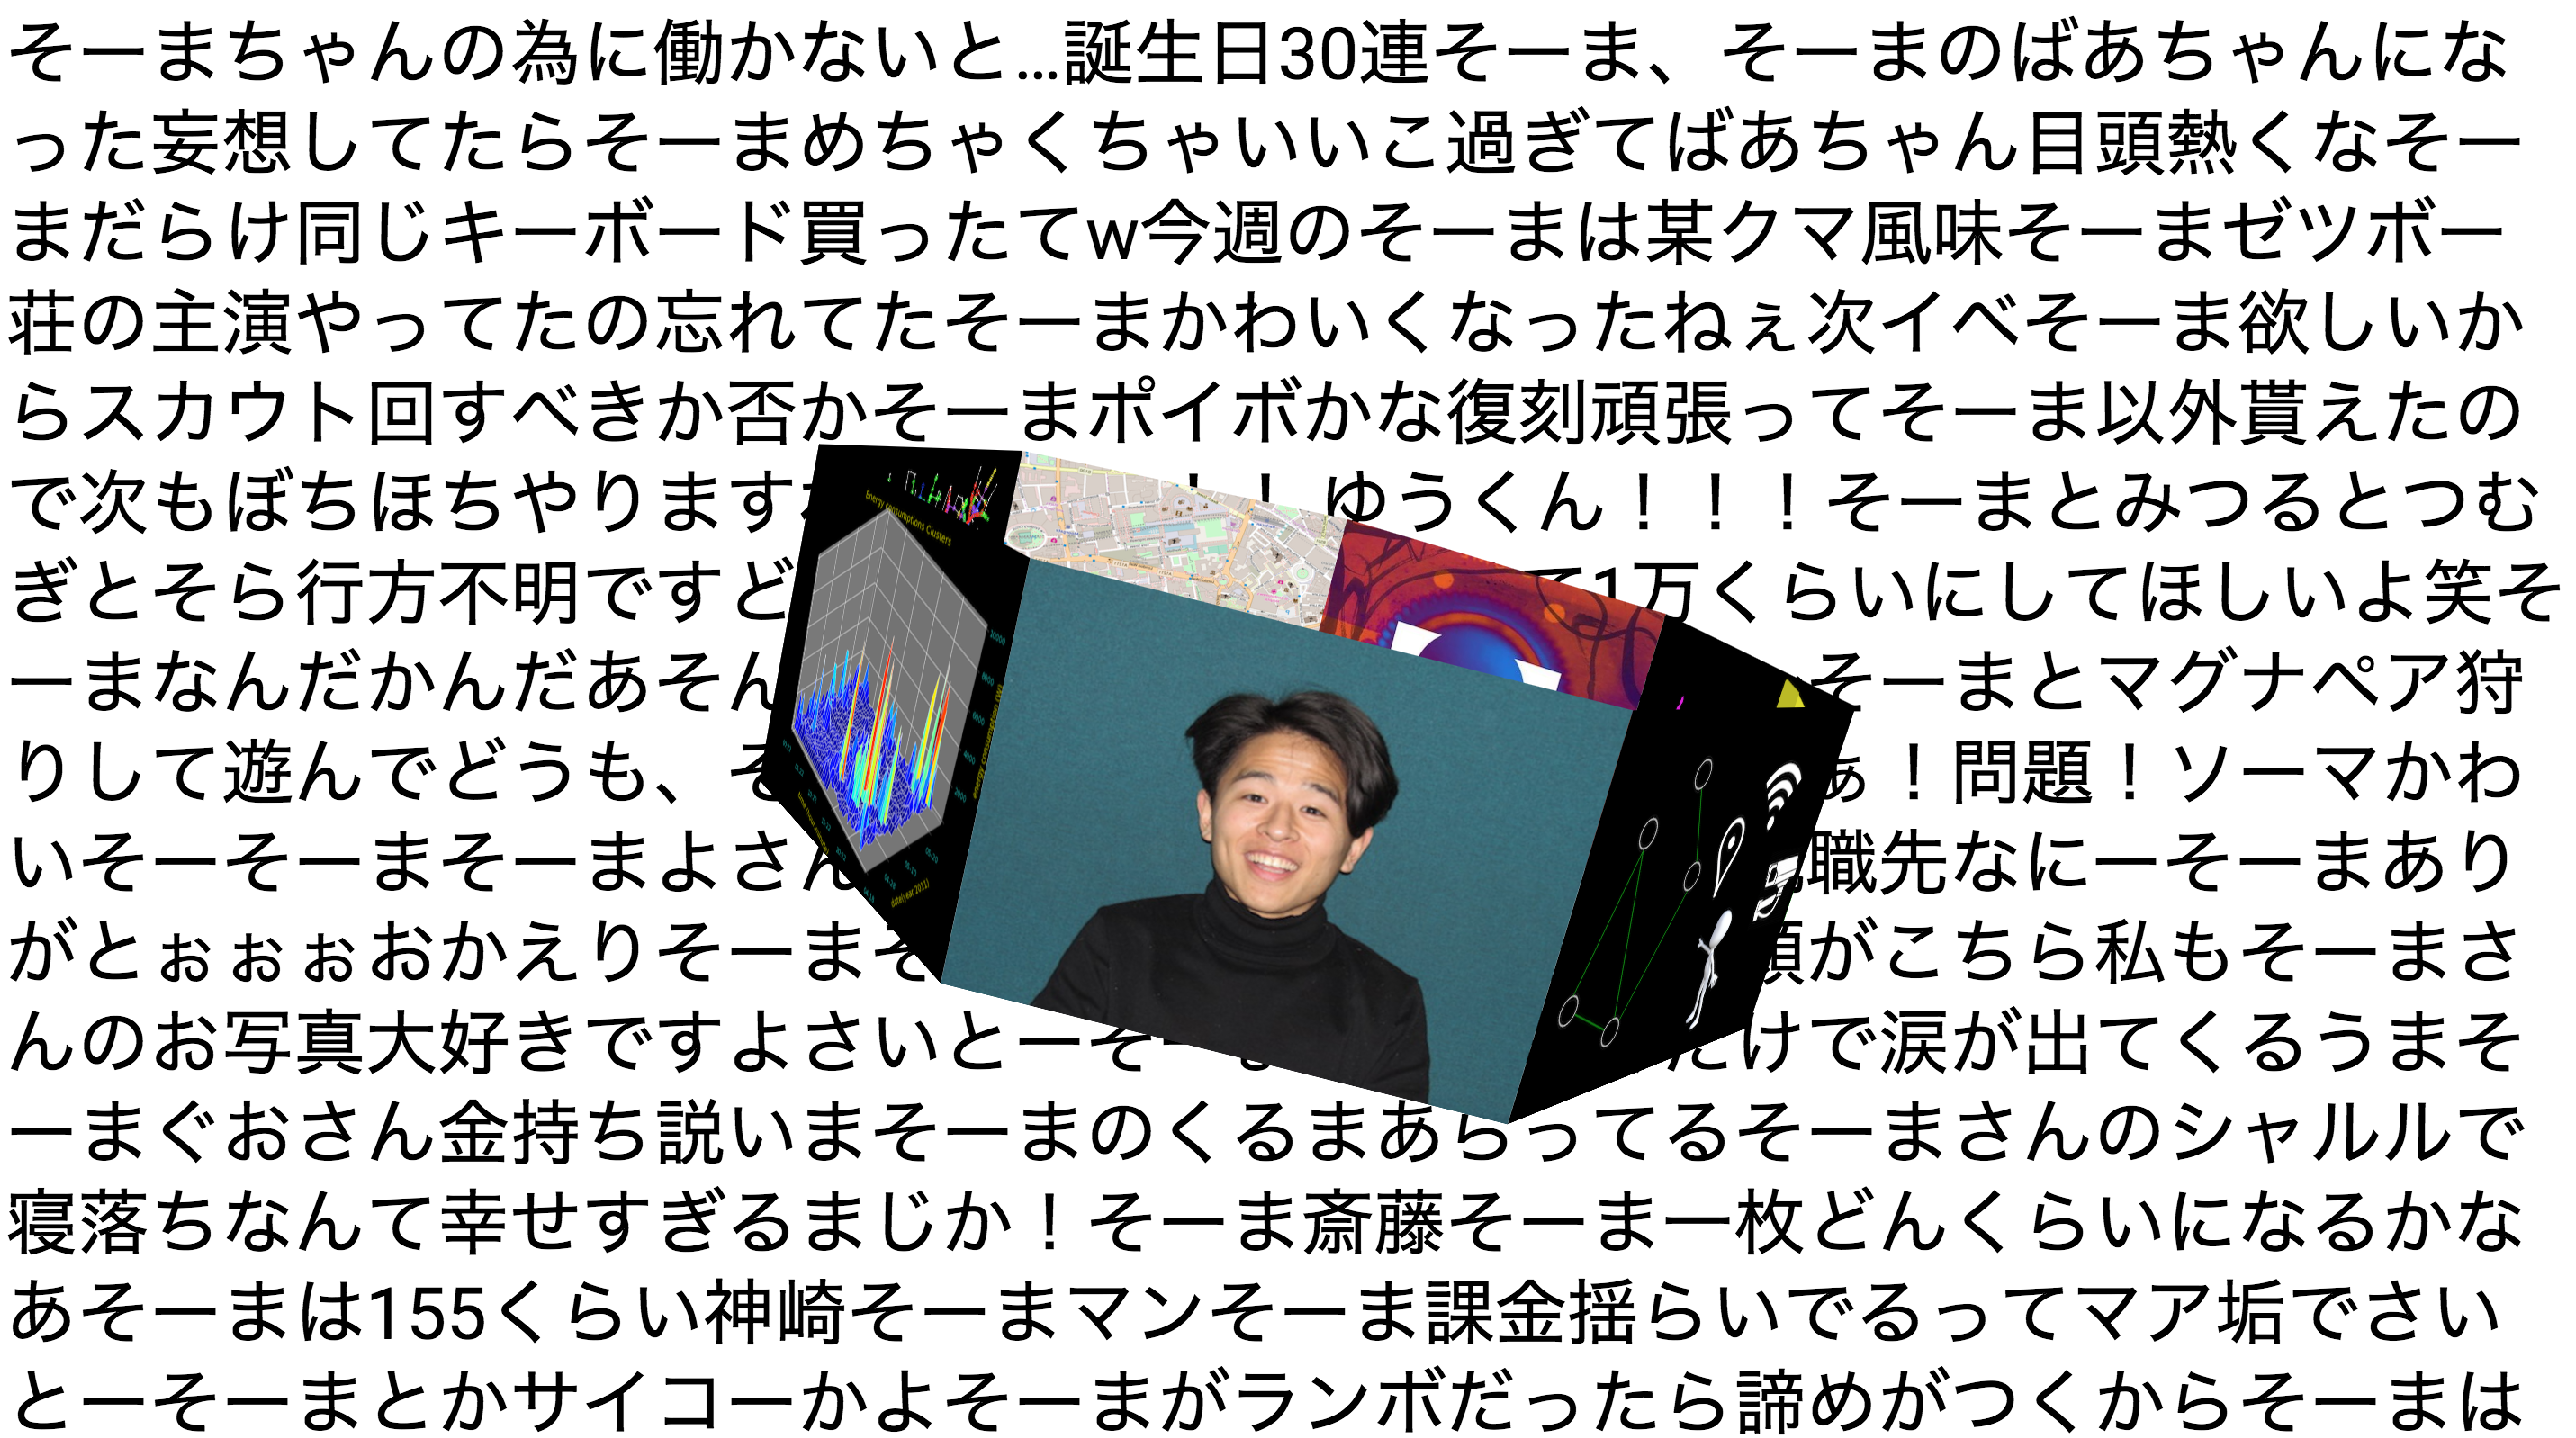 そーまちゃんの為に働かないと…誕生日30連そーま、そーまのばあちゃんにな
った妄想してたらそーまめちゃくちゃいいこ過ぎてばあちゃん目頭熱くなそー
まだらけ同じキーボード買ったてw今週のそーまは某クマ風味そーまゼツボー
荘の主演やってたの忘れてたそーまかわいくなったねぇ次イベそーま欲しいか
らスカウト回すべきか否かそーまポイボかな復刻頑張ってそーま以外貰えたの
で次もぼちほちやります！！ゆうくん！！！そーまとみつるとつむ
ぎとそら行方不明ですど1万くらいにしてほしいよ笑そ
ーまなんだかんだあそんそーまとマグナペア狩
りして遊んでどうも、ぁ！問題！ソーマかわ
いそーそーまそーまよさん職先なにーそーまあり
がとぉぉぉおかえりそーまそがこちら私もそーまさ
んのお写真大好きですよさいとーそーだけで涙が出てくるうまそ
ーまぐおさん金持ち説いまそーまのくるまあらってるそーまさんのシャルルで
寝落ちなんて幸せすぎるまじか！そーま斎藤そーま一枚どんくらいになるかな
あそーまは155くらい神崎そーまマンそーま課金揺らいでるってマア垢でさい
とーそーまとかサイコーかよそーまがランボだったら諦めがつくからそーまは
Energy consumptions Clusters
10000
8000
6000
4000
2000
date(year 2011)